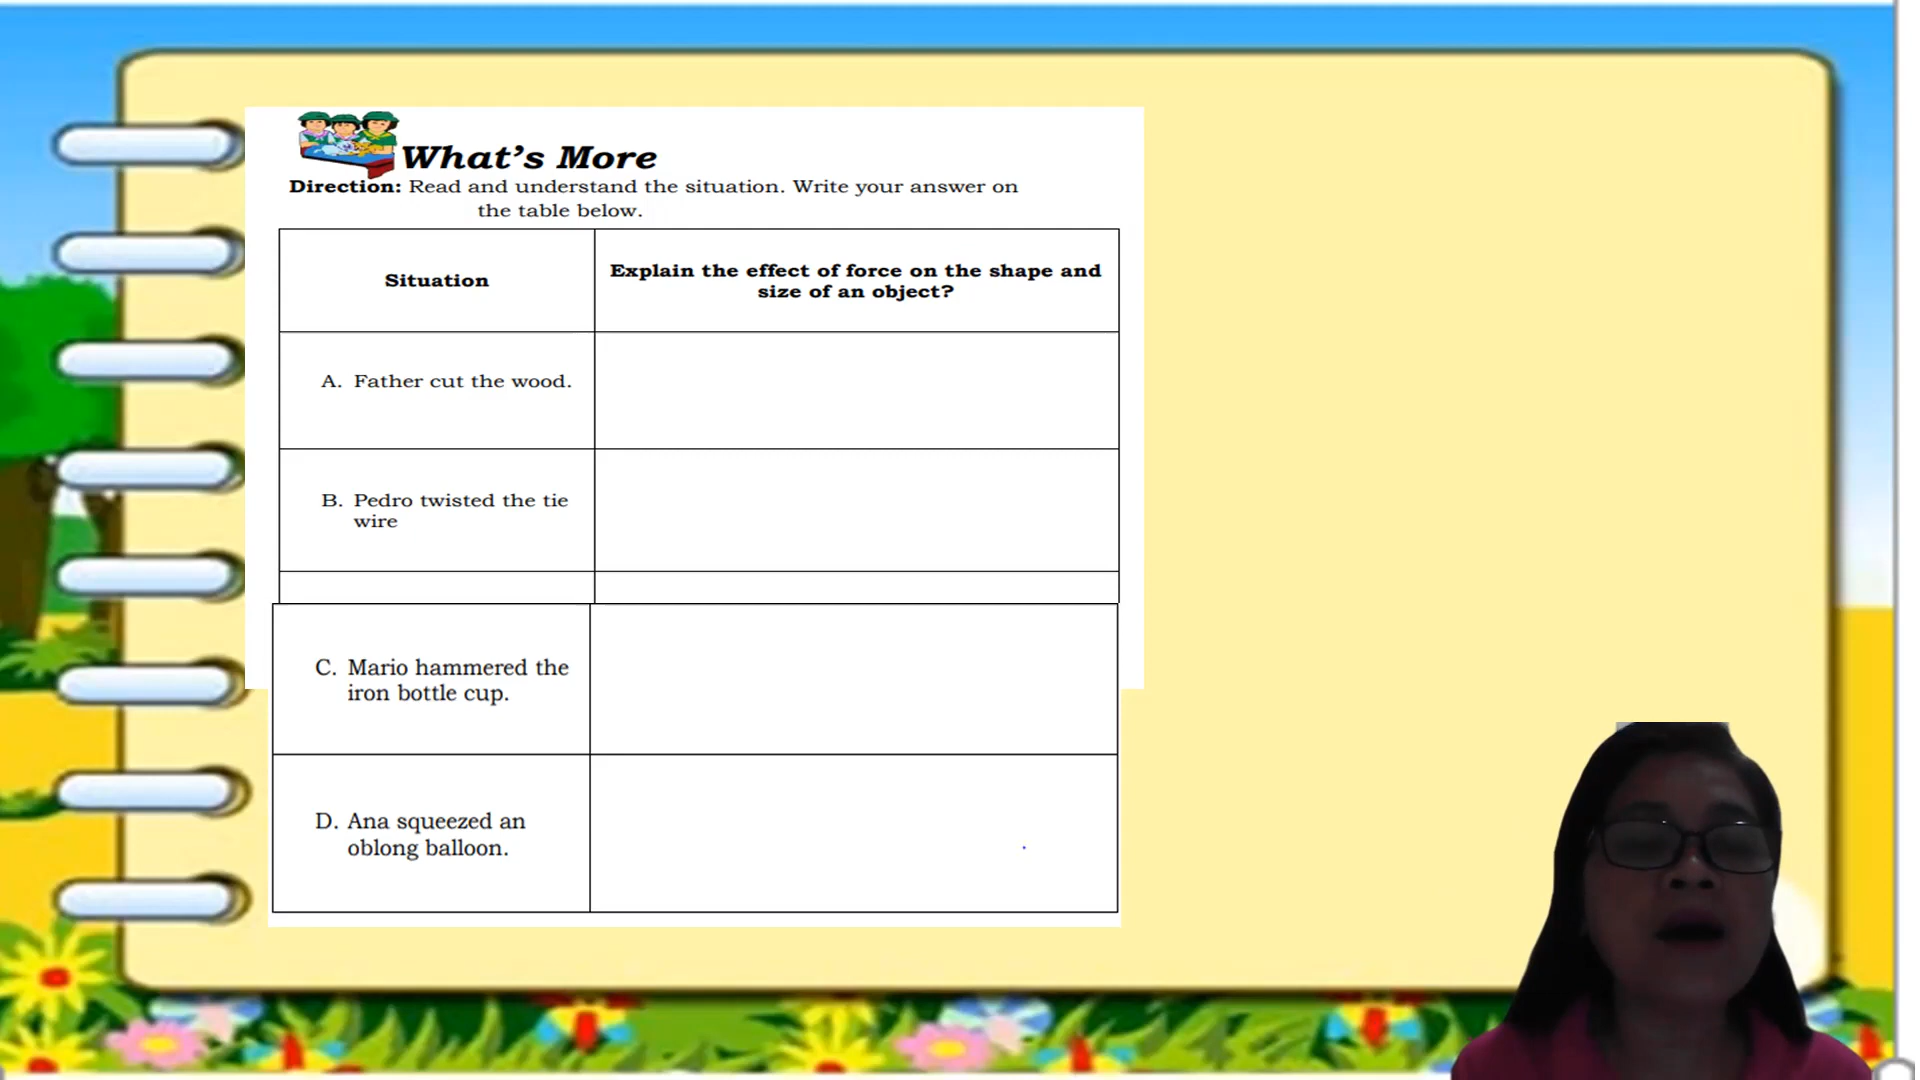 What's More
Direction: Read and understand the situation. Write your answer on
the table below.
Situation
Explain the effect of force on the shape and
size of an object?
A. Father cut the wood.
B. Pedro twisted the tie
wire
C. Mario hammered the
iron bottle cup.
D. Ana squeezed an
oblong balloon.